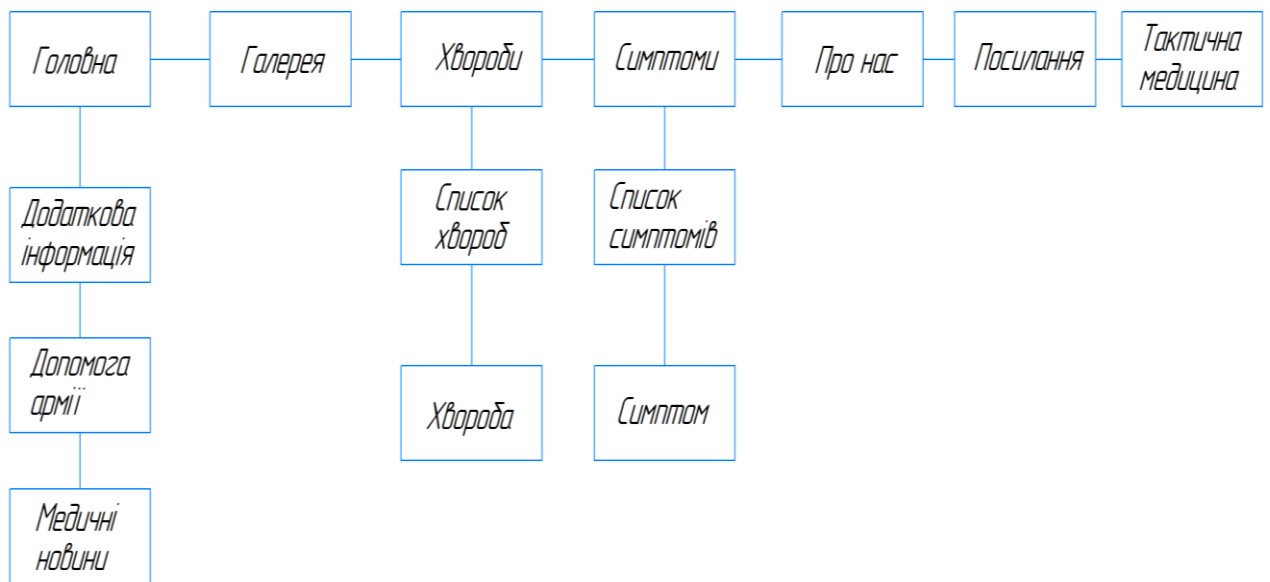 Головна
Галерея
Хвороби
Симптоми
Про нас
Посилання
Тактична
медицина
Додаткова
інформація
Список
хвороб
Список
симптомів
Допомога
армії
Хвороба
Симптом
Медичні
новини